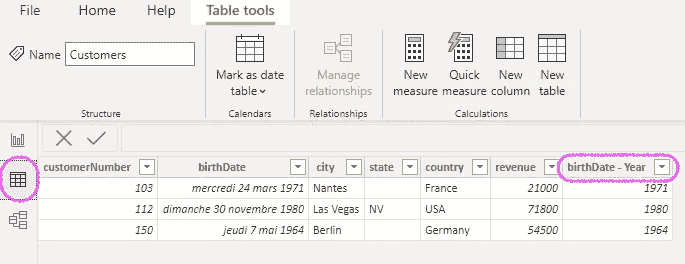 File Home Help Table tools
Name Customers
Mark as date table
Manage relationships
New measure
Quick measure
New column
New table
Structure Calendars Relationships Calculations
customerNumber birthDate city state country revenue birthDate - Year
103 mercredi 24 mars 1971 Nantes France 21000 1971
112 dimanche 30 novembre 1980 Las Vegas NV USA 71800 1980
150 jeudi 7 mai 1964 Berlin Germany 54500 1964